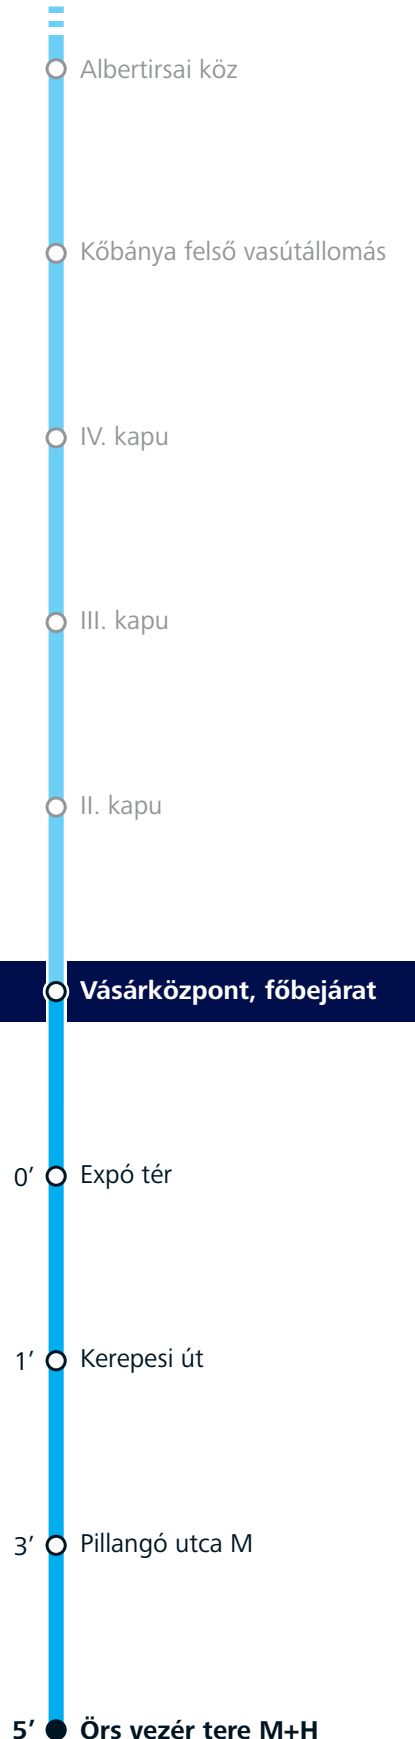 Albertirsai köz
Kőbánya felső vasútállomás
IV. kapu
III. kapu
II. kapu
Vásárközpont, főbejárat
0’ Expó tér
1’ Kerepesi út
3’ Pillangó utca M
5’ Örs vezér tere M+H